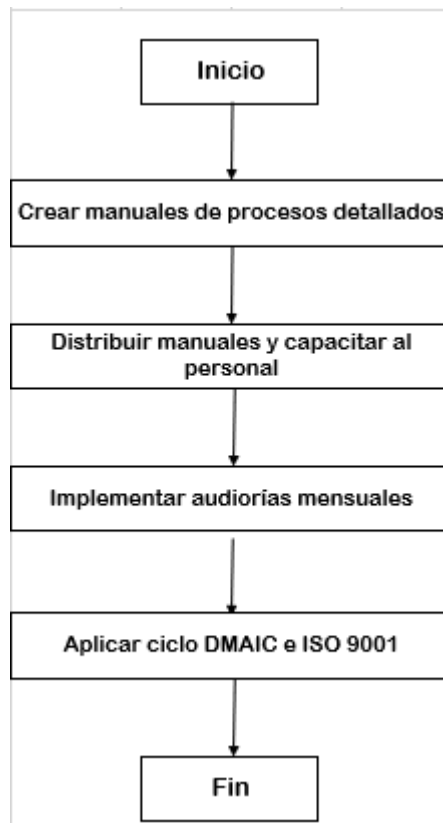 Inicio
Crear manuales de procesos detallados
Distribuir manuales y capacitar al
personal
Implementar audiorías mensuales
Aplicar ciclo DMAIC e ISO 9001
Fin